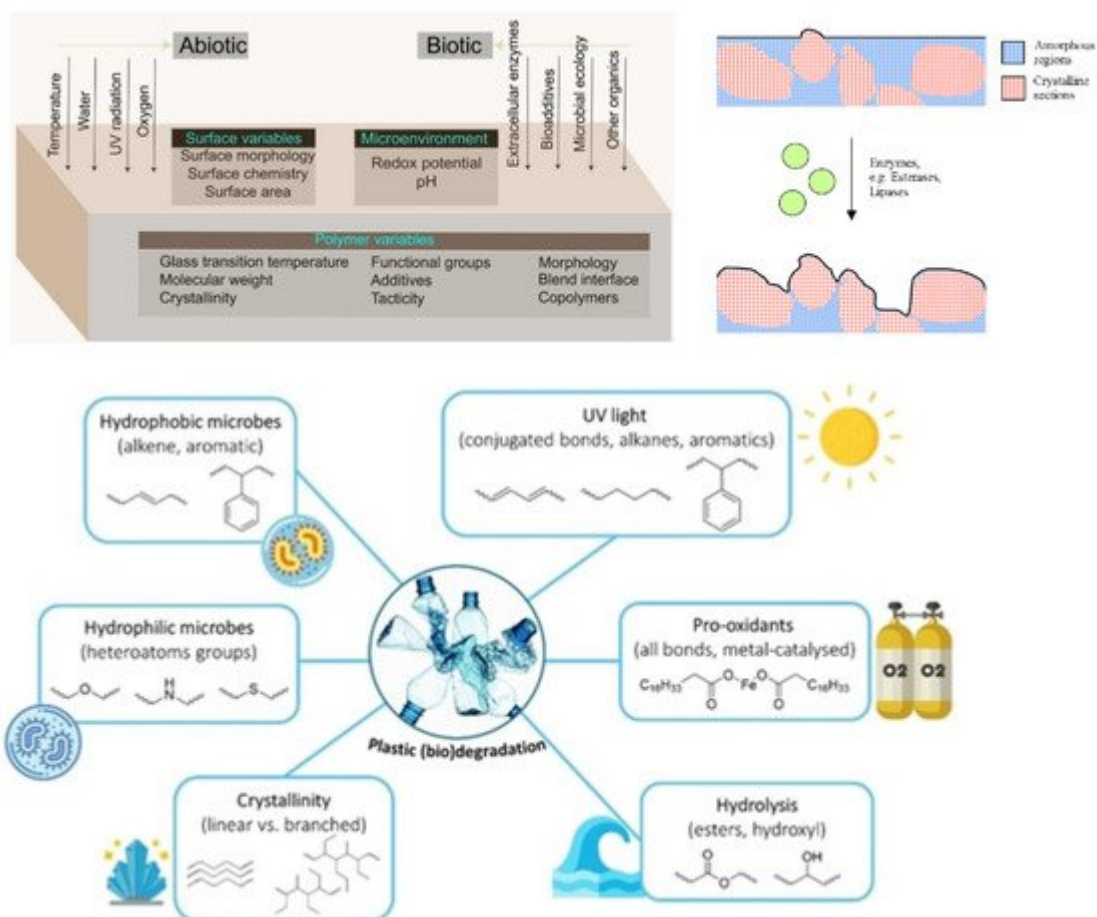 Abiotic
Biotic
Temperature
Water
UV radiation
Oxygen
Extracellular enzymes
Bioadditives
Microbial ecology
Other organics
Surface variables
Surface morphology
Surface chemistry
Surface area
Microenvironment
Redox potential
pH
Polymer variables
Glass transition temperature
Molecular weight
Crystallinity
Functional groups
Additives
Tacticity
Morphology
Blend interface
Copolymers
Amorphous
regions
Crystalline
sections
Enzymes,
e.g. Esterases,
Lipases
Hydrophobic microbes
(alkene, aromatic)
UV light
(conjugated bonds, alkanes, aromatics)
Hydrophilic microbes
(heteroatoms groups)
O
H
N
S
Pro-oxidants
(all bonds, metal-catalysed)
C16H33 O Fe O C16H33
O O
O2 O2
Plastic (bio)degradation
Crystallinity
(linear vs. branched)
Hydrolysis
(esters, hydroxyl)
O OH
O